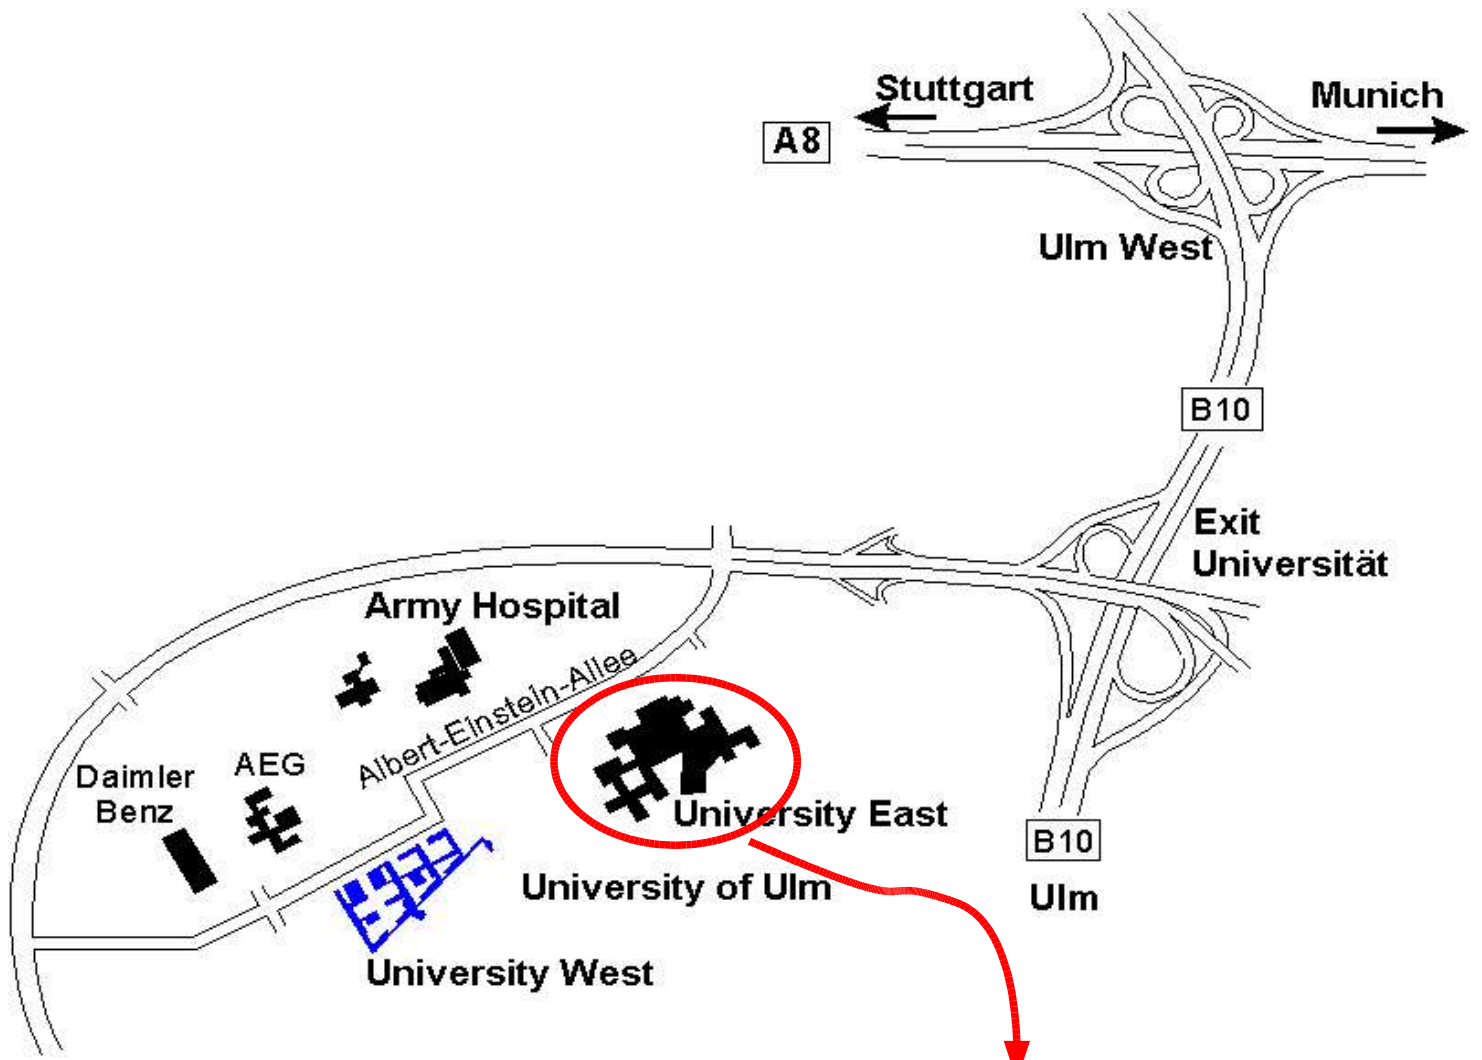 Stuttgart
Munich
A8
Ulm West
B10
Exit
Universität
Army Hospital
Albert-Einstein-Allee
AEG
Daimler
Benz
University East
B10
University of Ulm
Ulm
University West